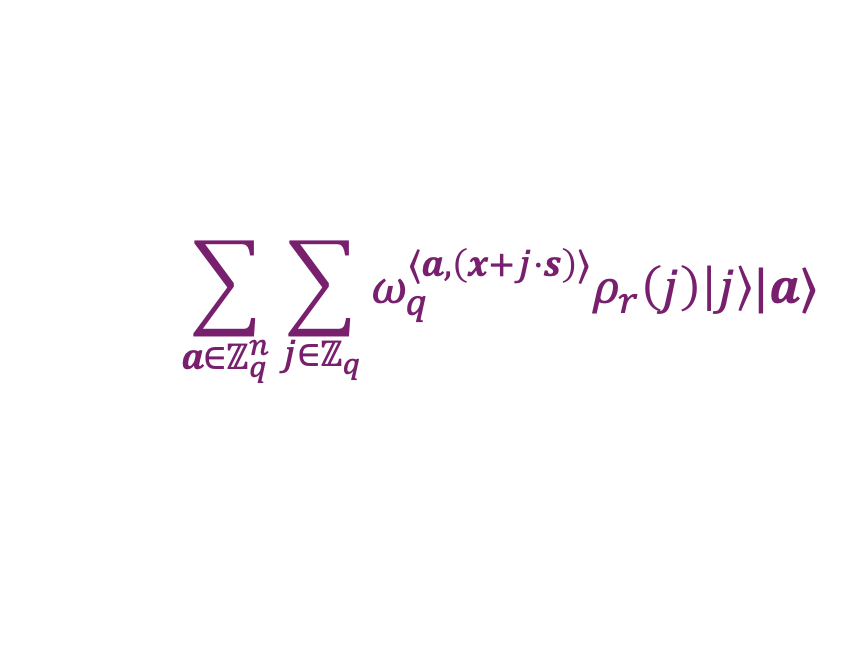 ∑_{𝒂∈ℤ_q^n} ∑_{j∈ℤ_q} ω_q^{⟨𝒂,(𝒙+j·𝒔)⟩} ρ_r(j)|j⟩|𝒂⟩